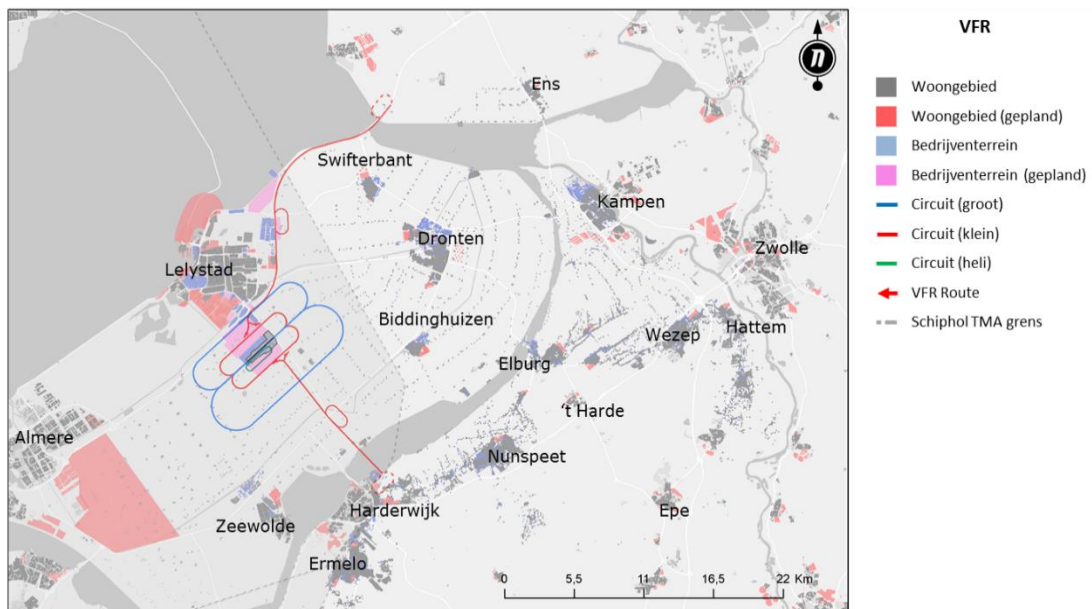 Ens
Swifterbant
Kampen
Dronten
Zwolle
Lelystad
Biddinghuizen
Hattem
Wezep
Elburg
't Harde
Almere
Nunspeet
Epe
Harderwijk
Zeewolde
Ermelo
0 5,5 11 16,5 22 Km
n
VFR
Woongebied
Woongebied (gepland)
Bedrijventerrein
Bedrijventerrein (gepland)
Circuit (groot)
Circuit (klein)
Circuit (heli)
VFR Route
Schiphol TMA grens